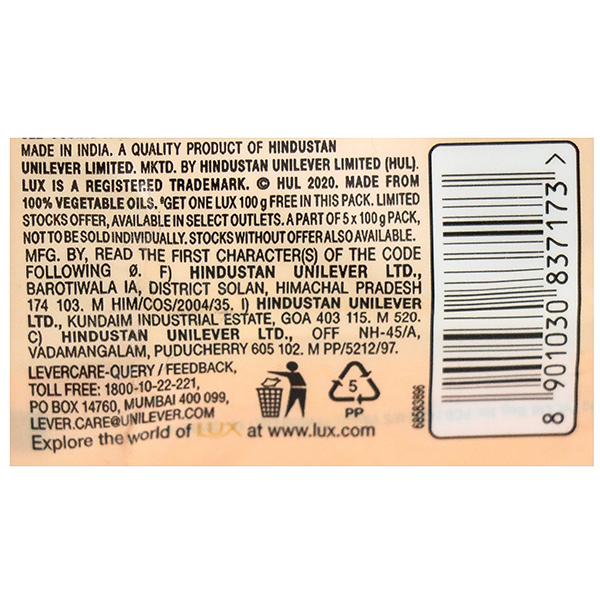 MADE IN INDIA. A QUALITY PRODUCT OF HINDUSTAN
UNILEVER LIMITED. MKTD. BY HINDUSTAN UNILEVER LIMITED (HUL).
LUX IS A REGISTERED TRADEMARK. © HUL 2020. MADE FROM
100% VEGETABLE OILS. #GET ONE LUX 100 g FREE IN THIS PACK. LIMITED
STOCKS OFFER, AVAILABLE IN SELECT OUTLETS. A PART OF 5 x 100 g PACK,
NOT TO BE SOLD INDIVIDUALLY. STOCKS WITHOUT OFFER ALSO AVAILABLE.
MFG. BY, READ THE FIRST CHARACTER(S) OF THE CODE
FOLLOWING Ø. F) HINDUSTAN UNILEVER LTD.,
BAROTIWALA IA, DISTRICT SOLAN, HIMACHAL PRADESH
174 103. M HIM/COS/2004/35. I) HINDUSTAN UNILEVER
LTD., KUNDAIM INDUSTRIAL ESTATE, GOA 403 115. M 520.
C) HINDUSTAN UNILEVER LTD., OFF NH-45/A,
VADAMANGALAM, PUDUCHERRY 605 102. M PP/5212/97.
LEVERCARE-QUERY / FEEDBACK,
TOLL FREE: 1800-10-22-221,
PO BOX 14760, MUMBAI 400 099,
LEVER.CARE@UNILEVER.COM
Explore the world of LUX at www.lux.com
5
PP
68583896
8 901030 837173 >